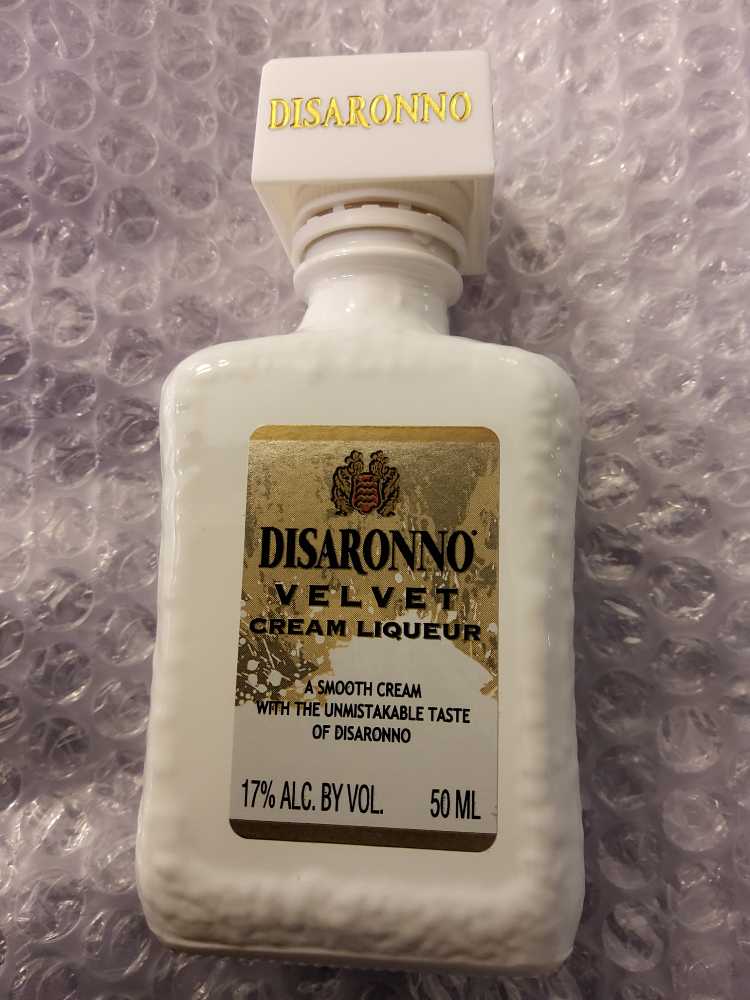 DISARONNO
DISARONNO
VELVET
CREAM LIQUEUR
A SMOOTH CREAM
WITH THE UNMISTAKABLE TASTE
OF DISARONNO
17% ALC. BY VOL. 50 ML